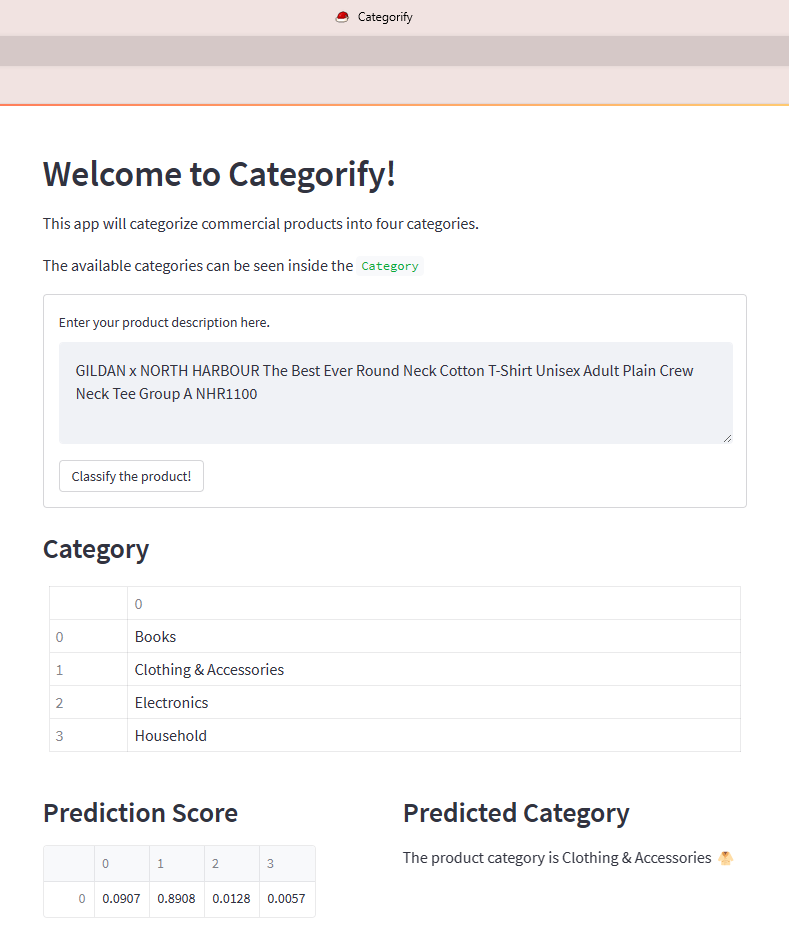 Categorify
Welcome to Categorify!
This app will categorize commercial products into four categories.
The available categories can be seen inside the Category
Enter your product description here.
GILDAN x NORTH HARBOUR The Best Ever Round Neck Cotton T-Shirt Unisex Adult Plain Crew
Neck Tee Group A NHR1100
Classify the product!
Category
0
0 Books
1 Clothing & Accessories
2 Electronics
3 Household
Prediction Score
0 1 2 3
0 0.0907 0.8908 0.0128 0.0057
Predicted Category
The product category is Clothing & Accessories 👚